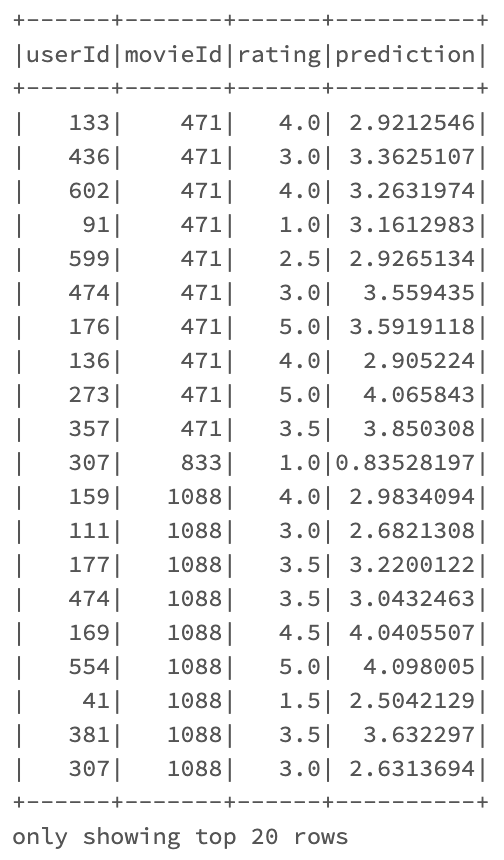 +------+-------+------+----------+
|userId|movieId|rating|prediction|
+------+-------+------+----------+
|   133|    471|   4.0| 2.9212546|
|   436|    471|   3.0| 3.3625107|
|   602|    471|   4.0| 3.2631974|
|    91|    471|   1.0| 3.1612983|
|   599|    471|   2.5| 2.9265134|
|   474|    471|   3.0|  3.559435|
|   176|    471|   5.0| 3.5919118|
|   136|    471|   4.0|  2.905224|
|   273|    471|   5.0|  4.065843|
|   357|    471|   3.5|  3.850308|
|   307|    833|   1.0|0.83528197|
|   159|   1088|   4.0| 2.9834094|
|   111|   1088|   3.0| 2.6821308|
|   177|   1088|   3.5| 3.2200122|
|   474|   1088|   3.5| 3.0432463|
|   169|   1088|   4.5| 4.0405507|
|   554|   1088|   5.0|  4.098005|
|    41|   1088|   1.5| 2.5042129|
|   381|   1088|   3.5|  3.632297|
|   307|   1088|   3.0| 2.6313694|
+------+-------+------+----------+
only showing top 20 rows